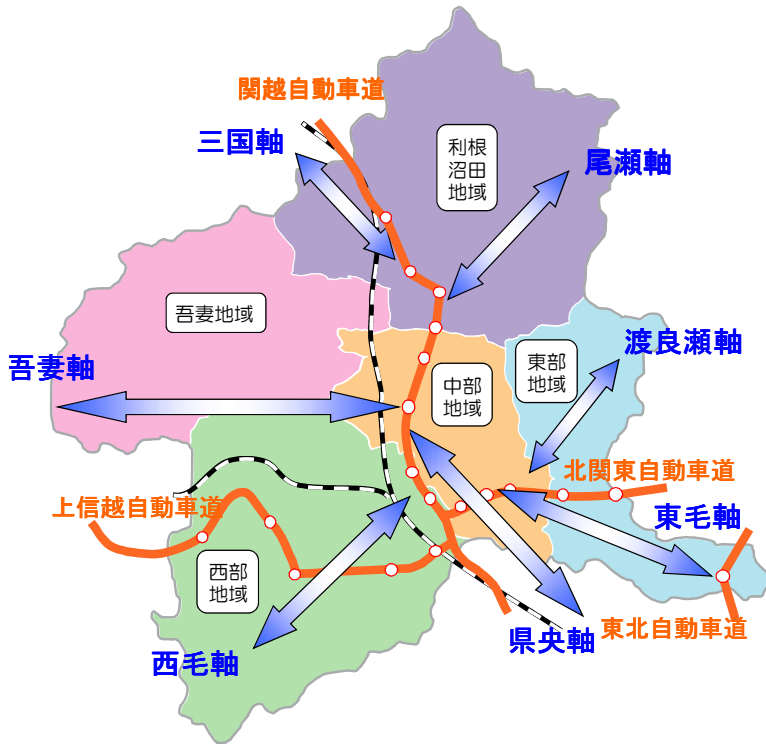 関越自動車道
三国軸
利根
沼田
地域
尾瀬軸
吾妻地域
渡良瀬軸
東部
地域
吾妻軸
中部
地域
北関東自動車道
上信越自動車道
東毛軸
西部
地域
東北自動車道
県央軸
西毛軸